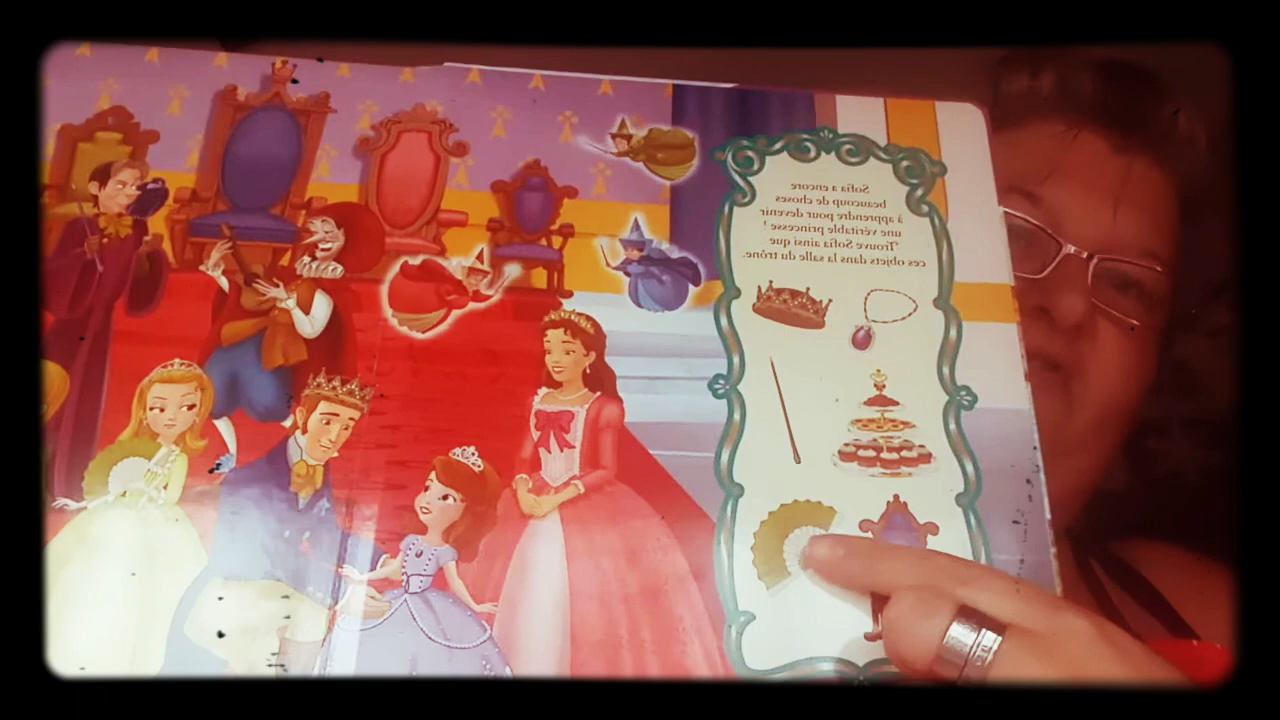 Sofia a encore
beaucoup de choses
à apprendre pour devenir
une véritable princesse !
Trouve Sofia ainsi que
ces objets dans la salle du trône.